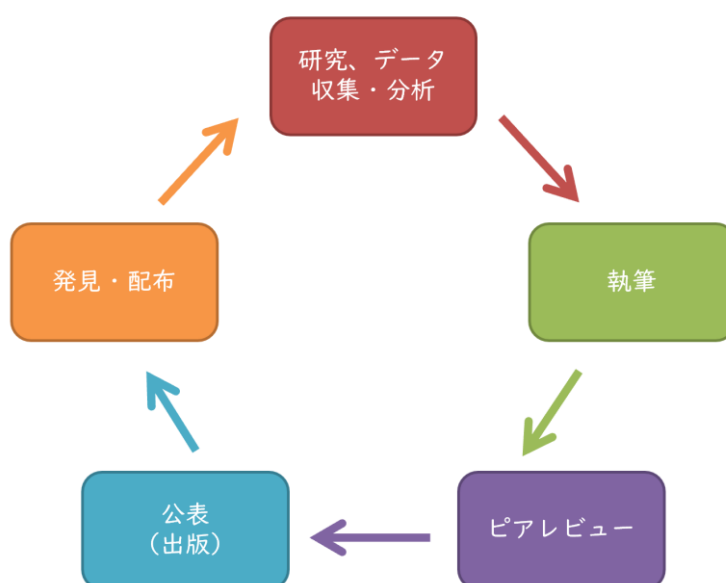 研究、データ
収集・分析
執筆
ピアレビュー
公表
（出版）
発見・配布